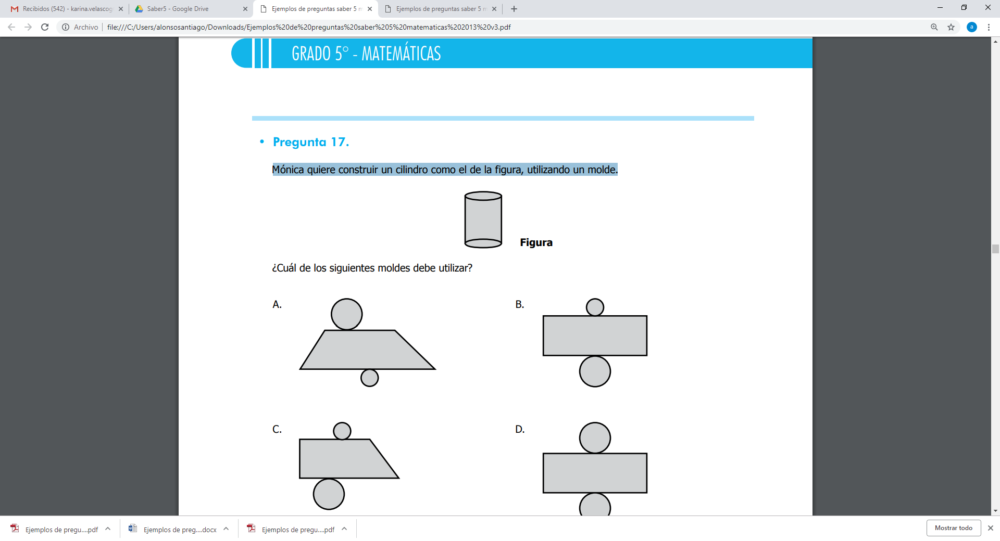 Recibidos (542) - karina.velascog
Saber5 - Google Drive
Ejemplos de preguntas saber 5 m
Ejemplos de preguntas saber 5 m
Archivo
file:///C:/Users/alonsosantiago/Downloads/Ejemplos%20de%20preguntas%20saber%205%20matematicas%202013%20v3.pdf
a
GRADO 5° - MATEMÁTICAS
• Pregunta 17.
Mónica quiere construir un cilindro como el de la figura, utilizando un molde.
Figura
¿Cuál de los siguientes moldes debe utilizar?
A.
B.
C.
D.
Ejemplos de pregu....pdf
Ejemplos de preg....docx
Ejemplos de pregu....pdf
Mostrar todo